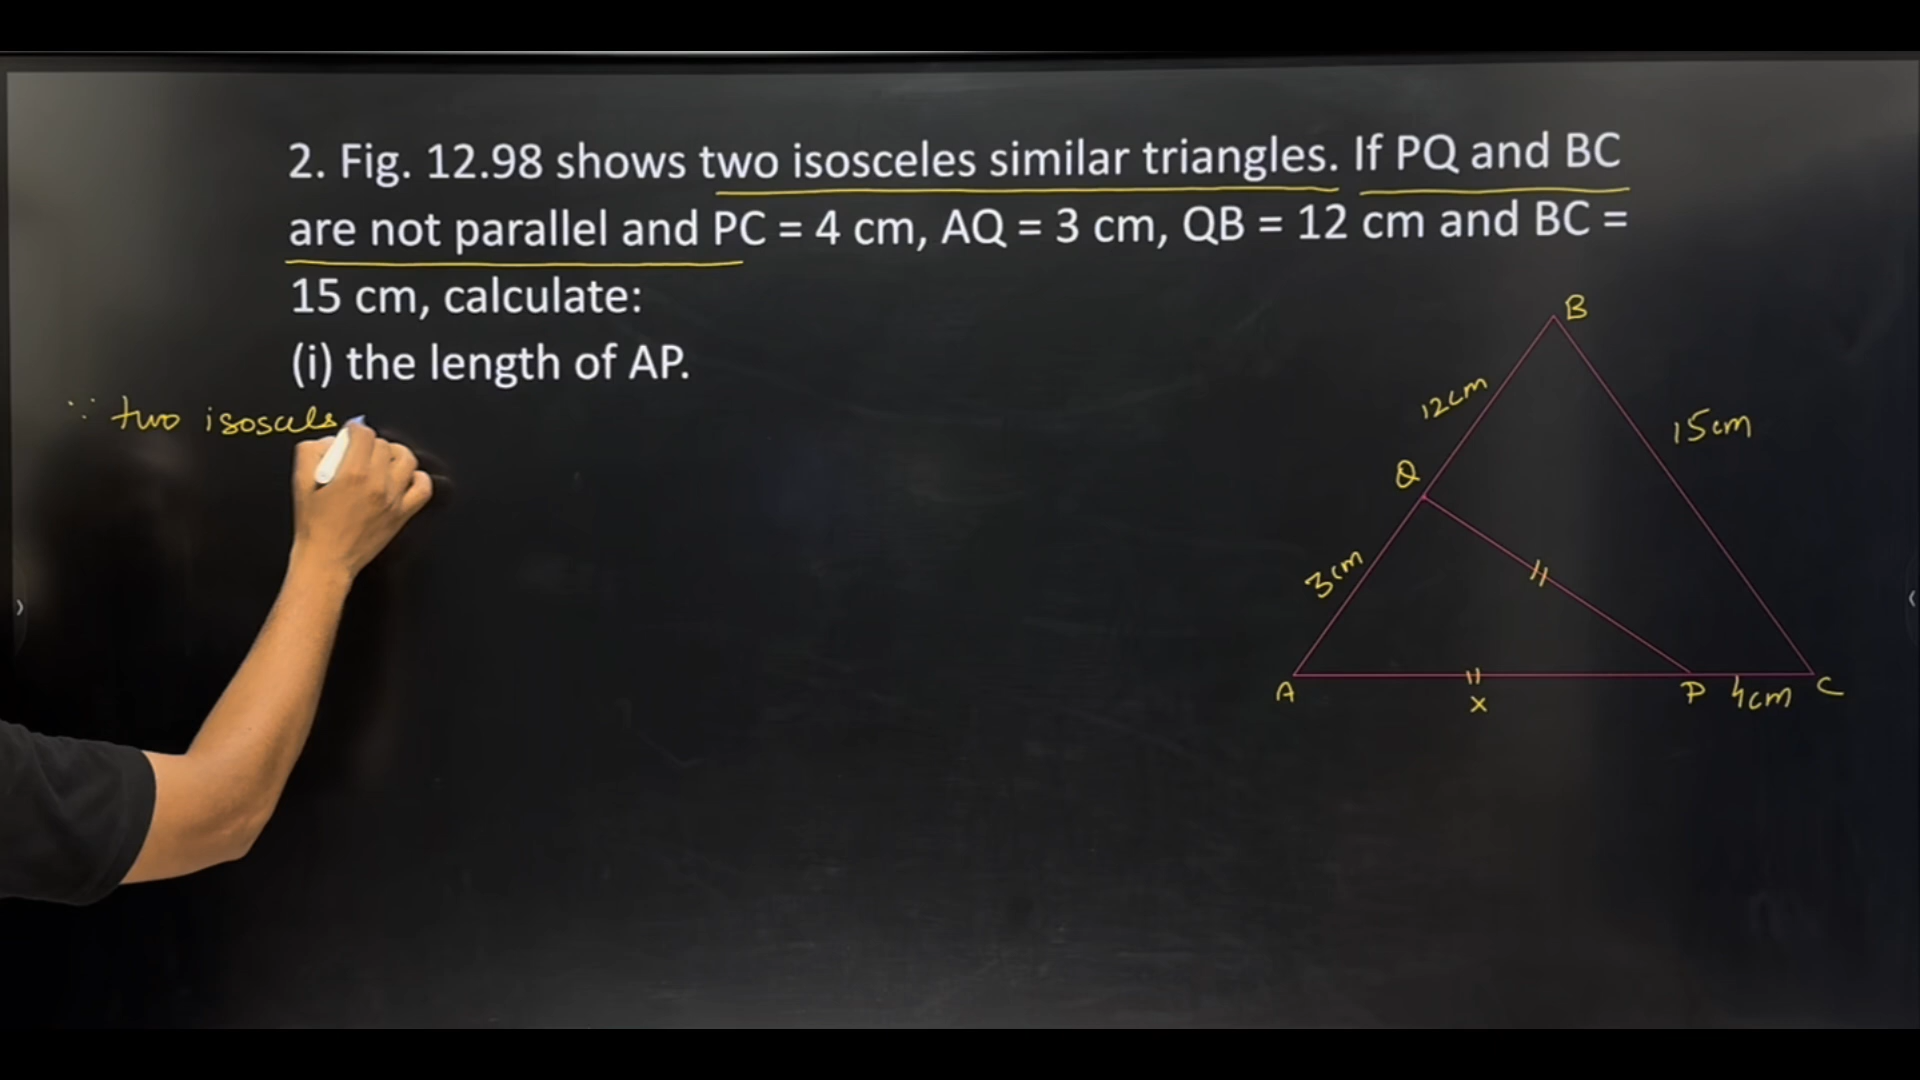 2. Fig. 12.98 shows two isosceles similar triangles. If PQ and BC
are not parallel and PC = 4 cm, AQ = 3 cm, QB = 12 cm and BC =
15 cm, calculate:
(i) the length of AP.
∵ two isosceles
B
12cm
15cm
Q
3cm
A
x
P
4cm
C